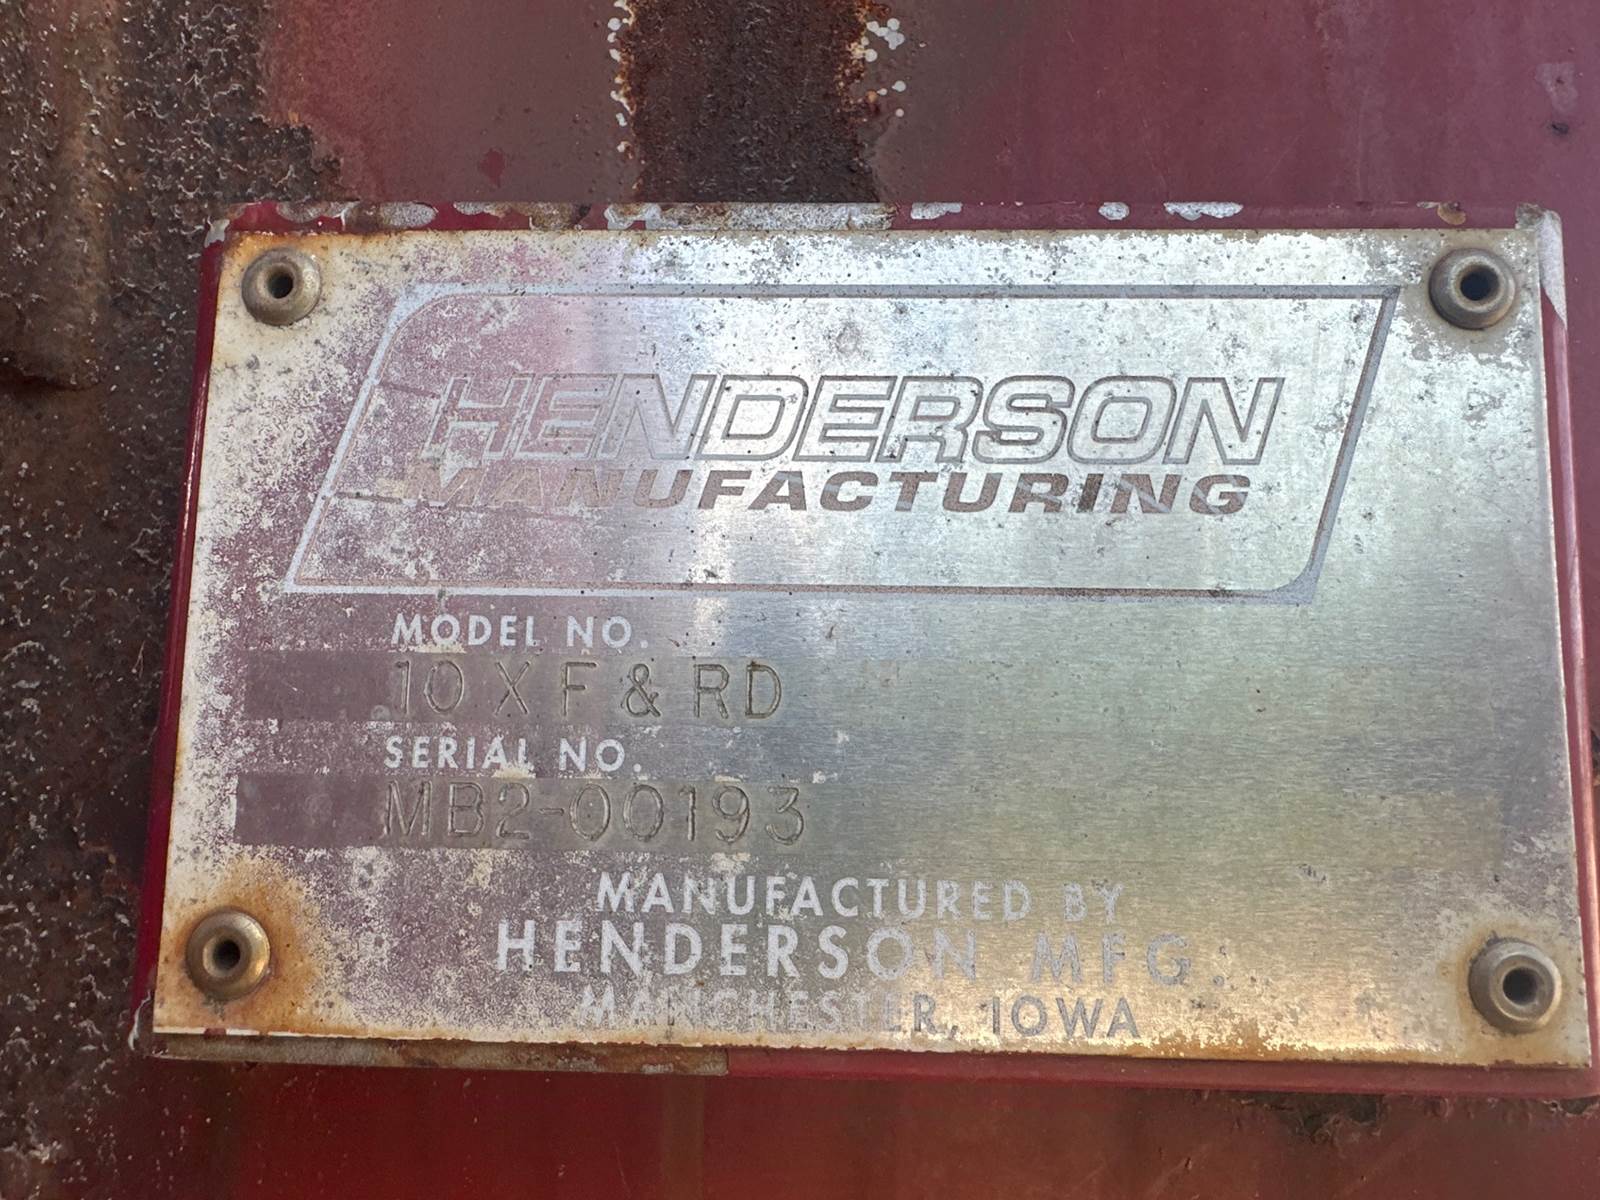 HENDERSON
MANUFACTURING
MODEL NO.
10 X F & RD
SERIAL NO.
MB2-00193
MANUFACTURED BY
HENDERSON MFG.
MANCHESTER, IOWA